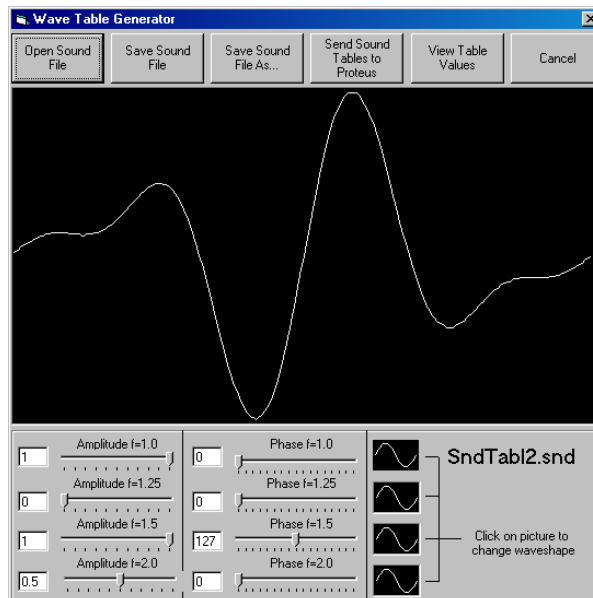 Wave Table Generator
Open Sound
File
Save Sound
File
Save Sound
File As...
Send Sound
Tables to
Proteus
View Table
Values
Cancel
Amplitude f=1.0
1
Amplitude f=1.25
0
Amplitude f=1.5
1
Amplitude f=2.0
0.5
Phase f=1.0
0
Phase f=1.25
0
Phase f=1.5
127
Phase f=2.0
0
SndTabl2.snd
Click on picture to
change waveshape